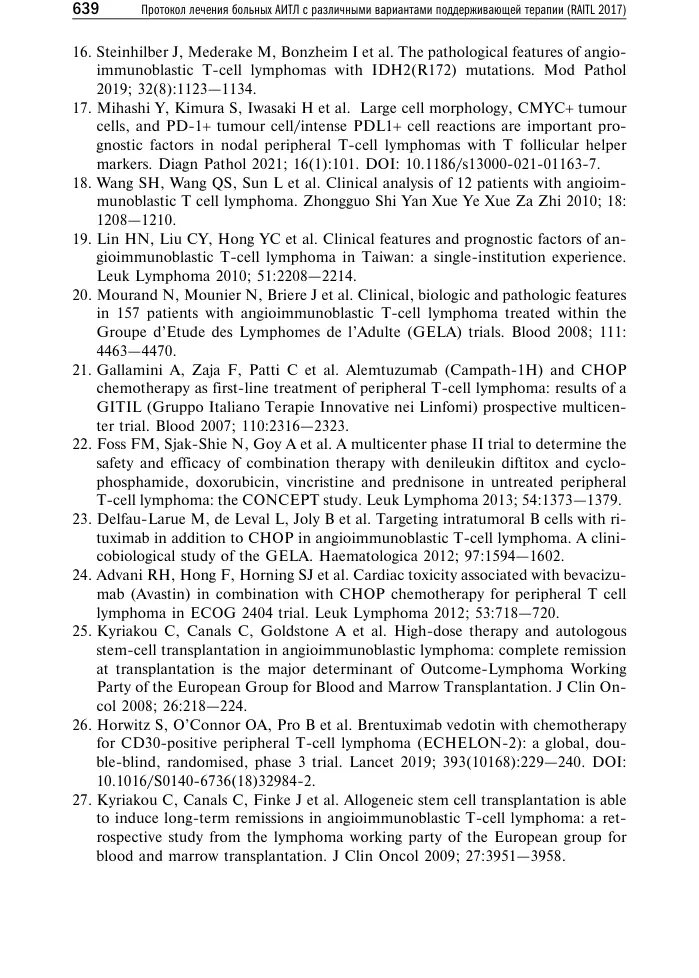 639 Протокол лечения больных АИТЛ с различными вариантами поддерживающей терапии (RAITL 2017)
16. Steinhilber J, Mederake M, Bonzheim I et al. The pathological features of angio-
immunoblastic T-cell lymphomas with IDH2(R172) mutations. Mod Pathol
2019; 32(8):1123—1134.
17. Mihashi Y, Kimura S, Iwasaki H et al. Large cell morphology, CMYC+ tumour
cells, and PD-1+ tumour cell/intense PDL1+ cell reactions are important pro-
gnostic factors in nodal peripheral T-cell lymphomas with T follicular helper
markers. Diagn Pathol 2021; 16(1):101. DOI: 10.1186/s13000-021-01163-7.
18. Wang SH, Wang QS, Sun L et al. Clinical analysis of 12 patients with angioim-
munoblastic T cell lymphoma. Zhongguo Shi Yan Xue Ye Xue Za Zhi 2010; 18:
1208—1210.
19. Lin HN, Liu CY, Hong YC et al. Clinical features and prognostic factors of an-
gioimmunoblastic T-cell lymphoma in Taiwan: a single-institution experience.
Leuk Lymphoma 2010; 51:2208—2214.
20. Mourand N, Mounier N, Briere J et al. Clinical, biologic and pathologic features
in 157 patients with angioimmunoblastic T-cell lymphoma treated within the
Groupe d’Etude des Lymphomes de l’Adulte (GELA) trials. Blood 2008; 111:
4463—4470.
21. Gallamini A, Zaja F, Patti C et al. Alemtuzumab (Campath-1H) and CHOP
chemotherapy as first-line treatment of peripheral T-cell lymphoma: results of a
GITIL (Gruppo Italiano Terapie Innovative nei Linfomi) prospective multicen-
ter trial. Blood 2007; 110:2316—2323.
22. Foss FM, Sjak-Shie N, Goy A et al. A multicenter phase II trial to determine the
safety and efficacy of combination therapy with denileukin diftitox and cyclo-
phosphamide, doxorubicin, vincristine and prednisone in untreated peripheral
T-cell lymphoma: the CONCEPT study. Leuk Lymphoma 2013; 54:1373—1379.
23. Delfau-Larue M, de Leval L, Joly B et al. Targeting intratumoral B cells with ri-
tuximab in addition to CHOP in angioimmunoblastic T-cell lymphoma. A clini-
cobiological study of the GELA. Haematologica 2012; 97:1594—1602.
24. Advani RH, Hong F, Horning SJ et al. Cardiac toxicity associated with bevacizu-
mab (Avastin) in combination with CHOP chemotherapy for peripheral T cell
lymphoma in ECOG 2404 trial. Leuk Lymphoma 2012; 53:718—720.
25. Kyriakou C, Canals C, Goldstone A et al. High-dose therapy and autologous
stem-cell transplantation in angioimmunoblastic lymphoma: complete remission
at transplantation is the major determinant of Outcome-Lymphoma Working
Party of the European Group for Blood and Marrow Transplantation. J Clin On-
col 2008; 26:218—224.
26. Horwitz S, O’Connor OA, Pro B et al. Brentuximab vedotin with chemotherapy
for CD30-positive peripheral T-cell lymphoma (ECHELON-2): a global, dou-
ble-blind, randomised, phase 3 trial. Lancet 2019; 393(10168):229—240. DOI:
10.1016/S0140-6736(18)32984-2.
27. Kyriakou C, Canals C, Finke J et al. Allogeneic stem cell transplantation is able
to induce long-term remissions in angioimmunoblastic T-cell lymphoma: a ret-
rospective study from the lymphoma working party of the European group for
blood and marrow transplantation. J Clin Oncol 2009; 27:3951—3958.